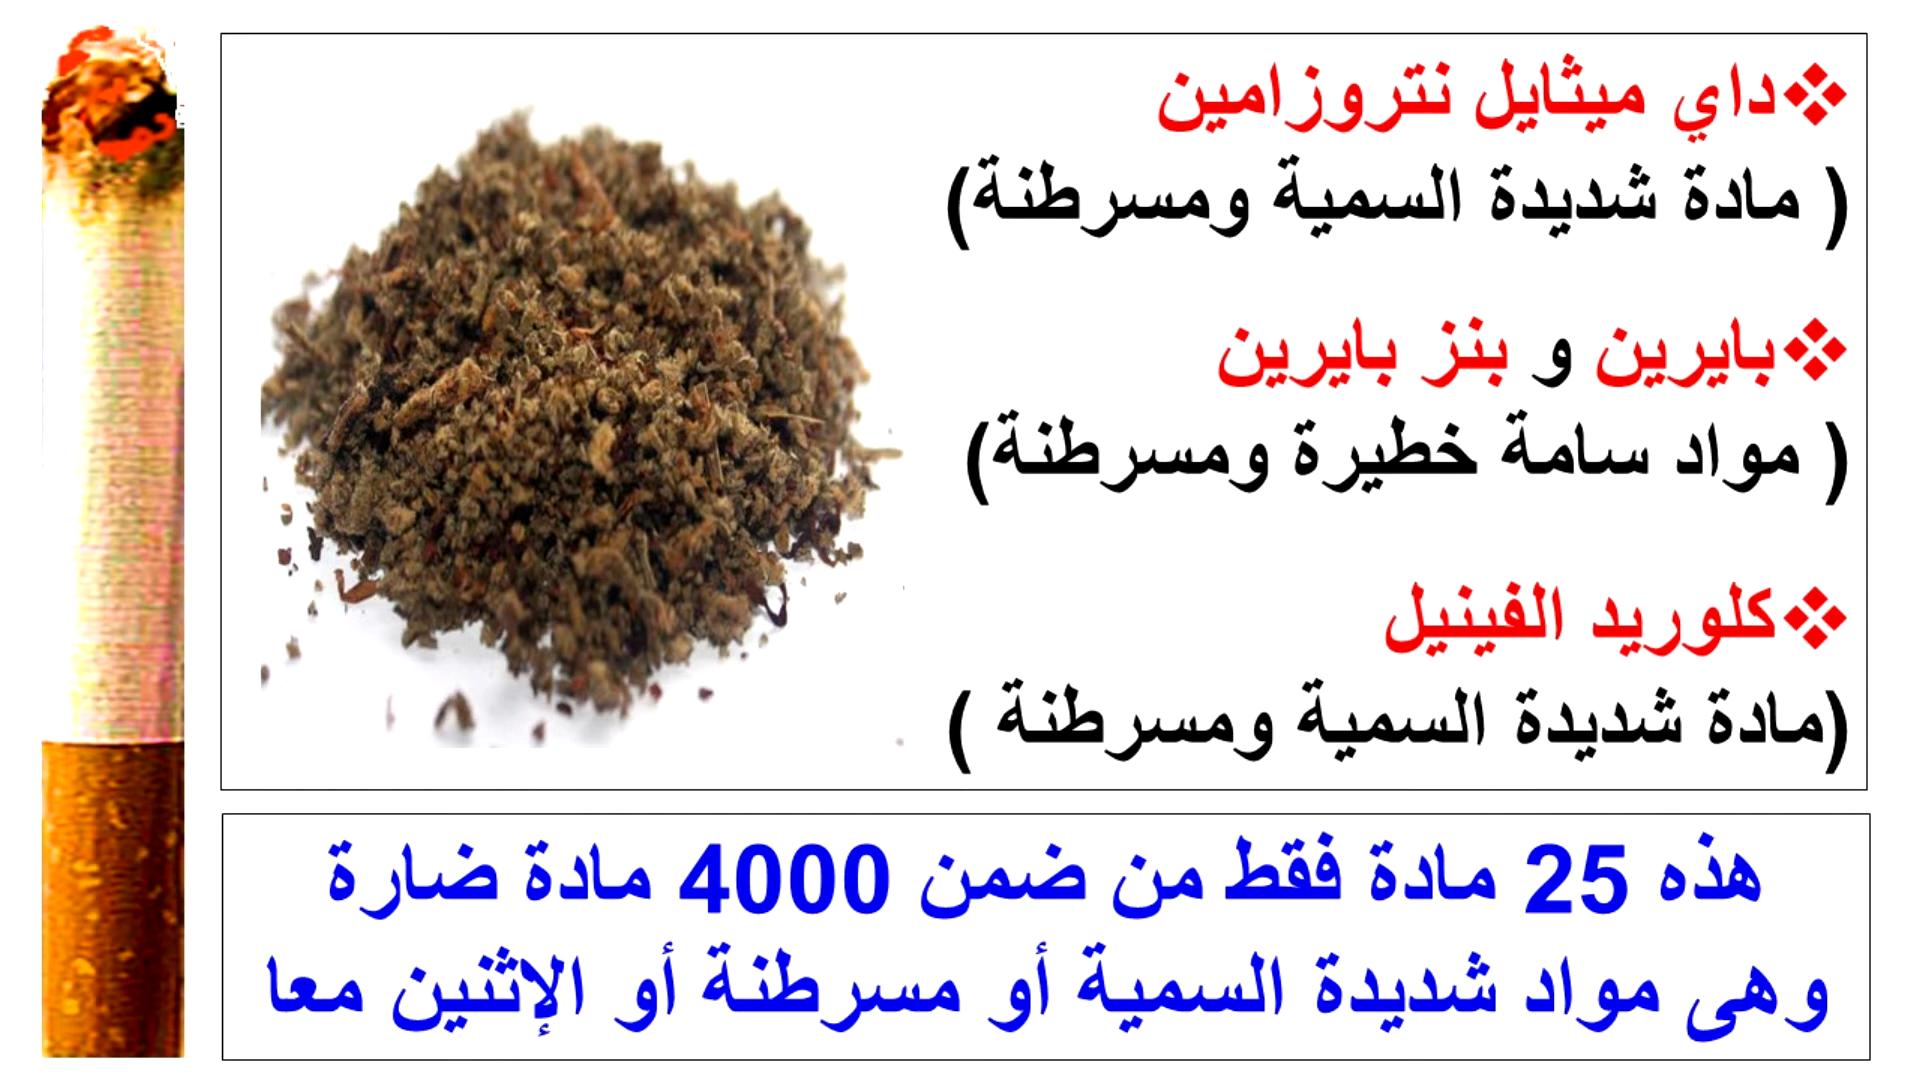 ❖داي ميثايل نتروزامين
( مادة شديدة السمية ومسرطنة)
❖بايرين و بنز بايرين
( مواد سامة خطيرة ومسرطنة)
❖كلوريد الفينيل
(مادة شديدة السمية ومسرطنة )
هذه 25 مادة فقط من ضمن 4000 مادة ضارة
وهى مواد شديدة السمية أو مسرطنة أو الإثنين معا